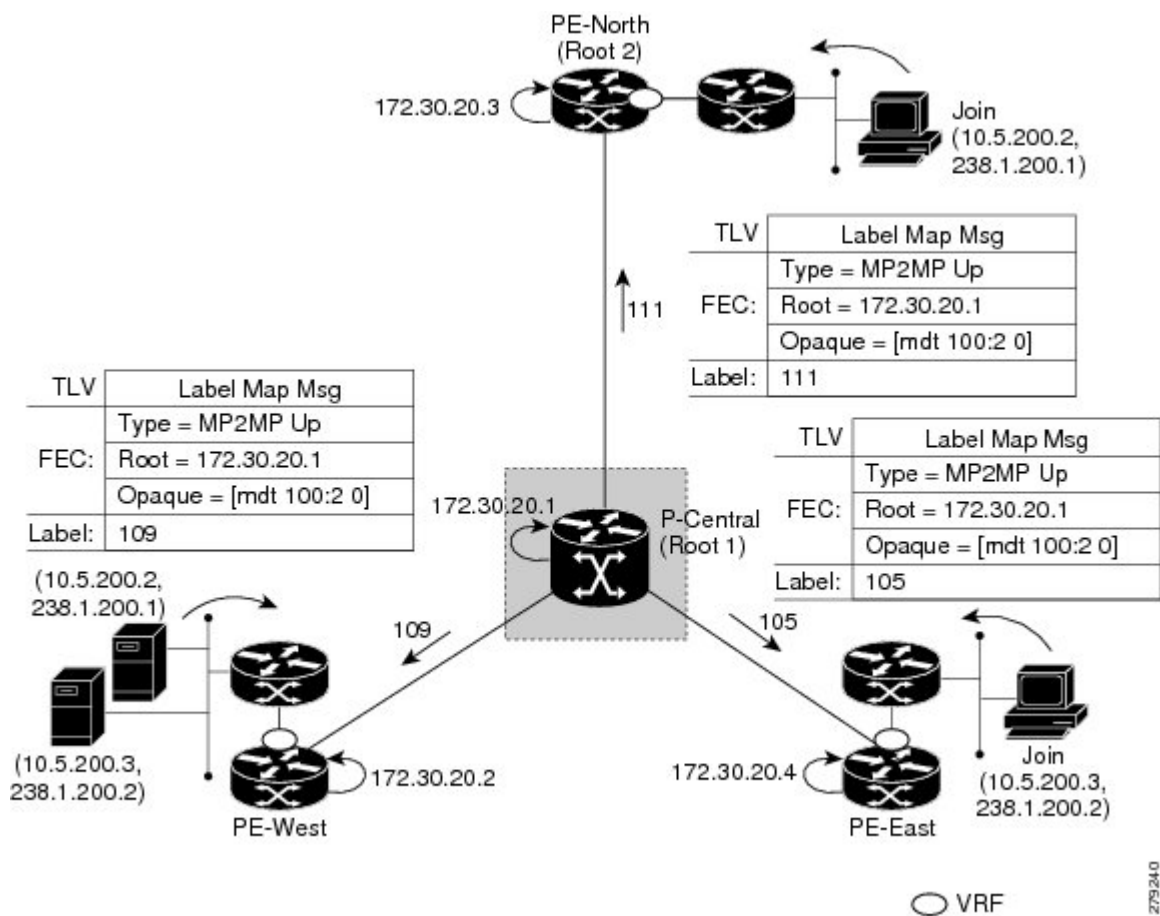 PE-North
(Root 2)
172.30.20.3
Join
(10.5.200.2,
238.1.200.1)
TLV Label Map Msg
Type = MP2MP Up
FEC: Root = 172.30.20.1
Opaque = [mdt 100:2 0]
Label: 111
111
TLV Label Map Msg
Type = MP2MP Up
FEC: Root = 172.30.20.1
Opaque = [mdt 100:2 0]
Label: 109
TLV Label Map Msg
Type = MP2MP Up
FEC: Root = 172.30.20.1
Opaque = [mdt 100:2 0]
Label: 105
172.30.20.1
P-Central
(Root 1)
(10.5.200.2,
238.1.200.1)
109
105
(10.5.200.3,
238.1.200.2)
172.30.20.2
PE-West
172.30.20.4
PE-East
Join
(10.5.200.3,
238.1.200.2)
VRF
279240